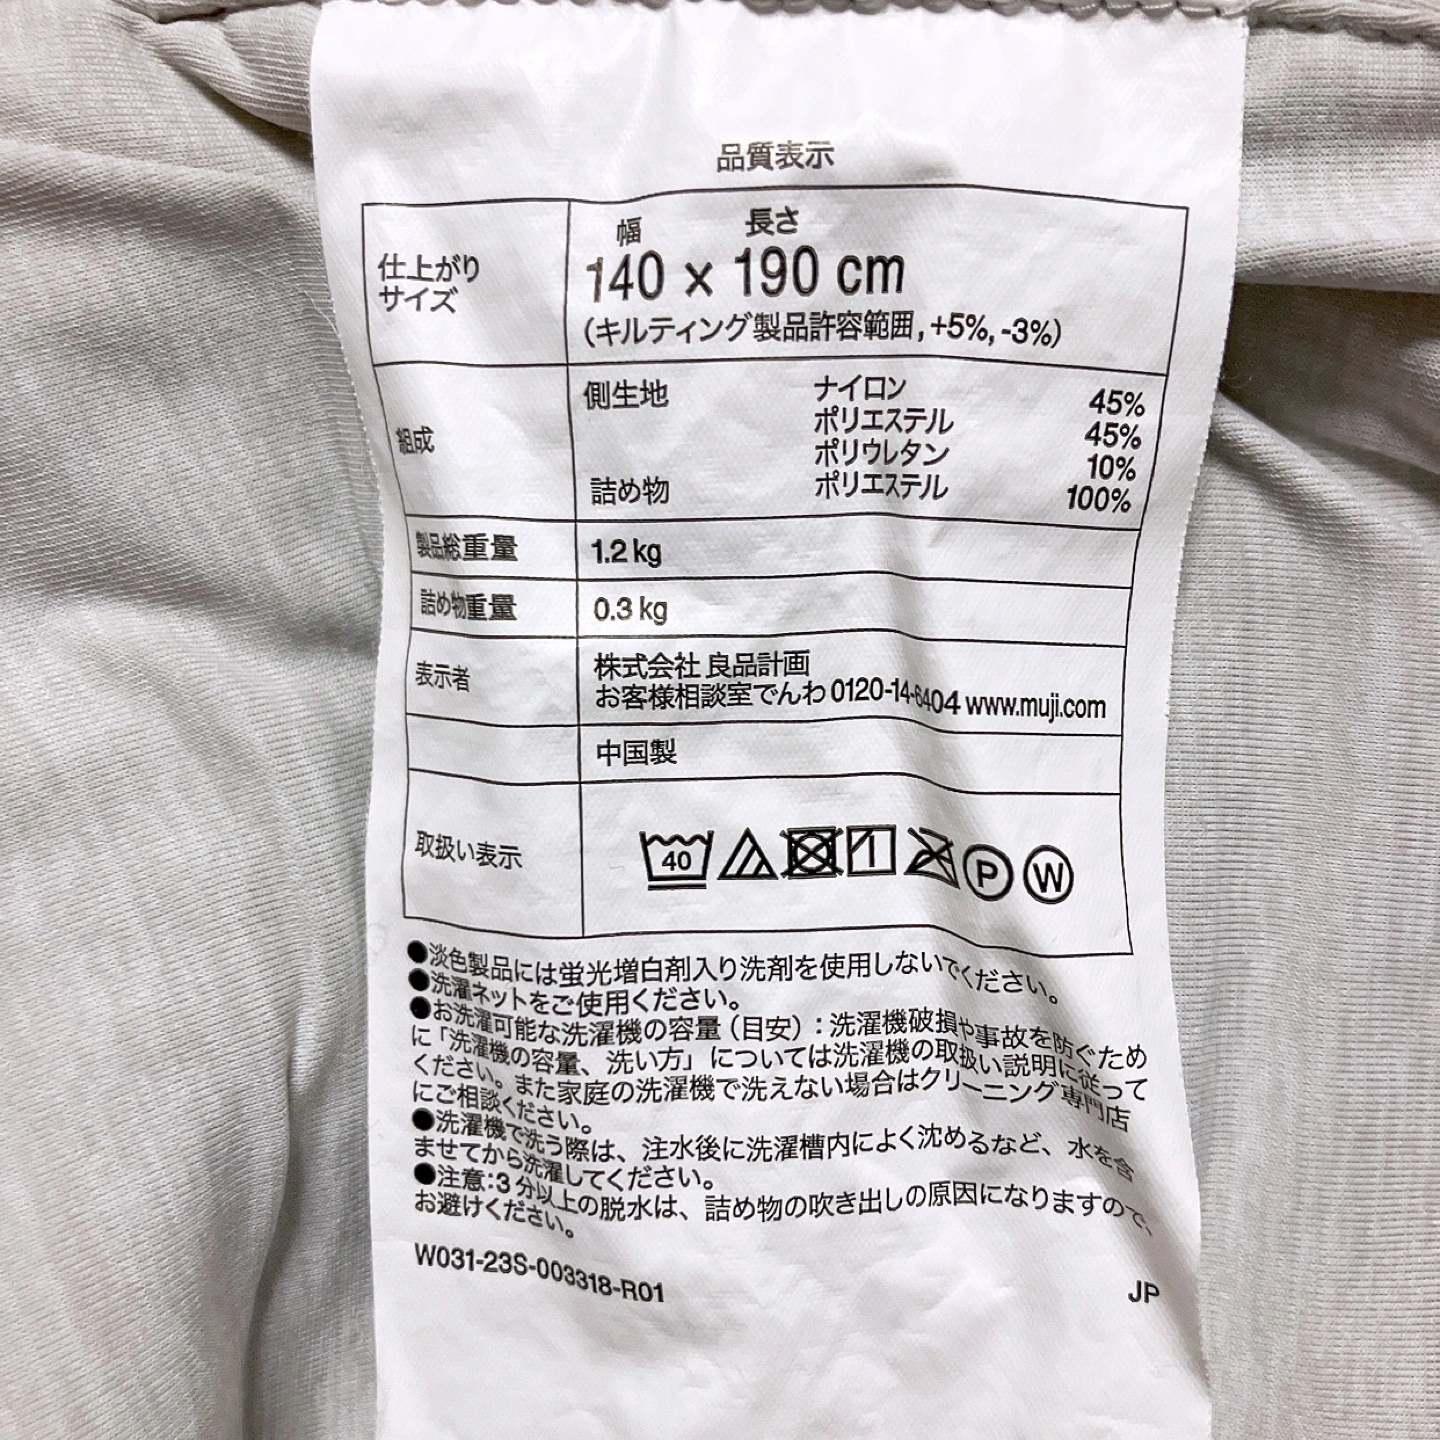 品質表示
仕上がり
サイズ
幅 長さ
140 × 190 cm
(キルティング製品許容範囲, +5%, -3%)
組成
側生地 ナイロン 45%
ポリエステル 45%
ポリウレタン 10%
詰め物 ポリエステル 100%
製品総重量 1.2 kg
詰め物重量 0.3 kg
表示者
株式会社 良品計画
お客様相談室でんわ 0120-14-6404 www.muji.com
中国製
取扱い表示
40 P W
●淡色製品には蛍光増白剤入り洗剤を使用しないでください。
●洗濯ネットをご使用ください。
●お洗濯可能な洗濯機の容量（目安）：洗濯機破損や事故を防ぐため
に「洗濯機の容量、洗い方」については洗濯機の取扱い説明に従って
ください。また家庭の洗濯機で洗えない場合はクリーニング専門店
にご相談ください。
●洗濯機で洗う際は、注水後に洗濯槽内によく沈めるなど、水を含
ませてから洗濯してください。
●注意：3分以上の脱水は、詰め物の吹き出しの原因になりますので、
お避けください。
W031-23S-003318-R01
JP